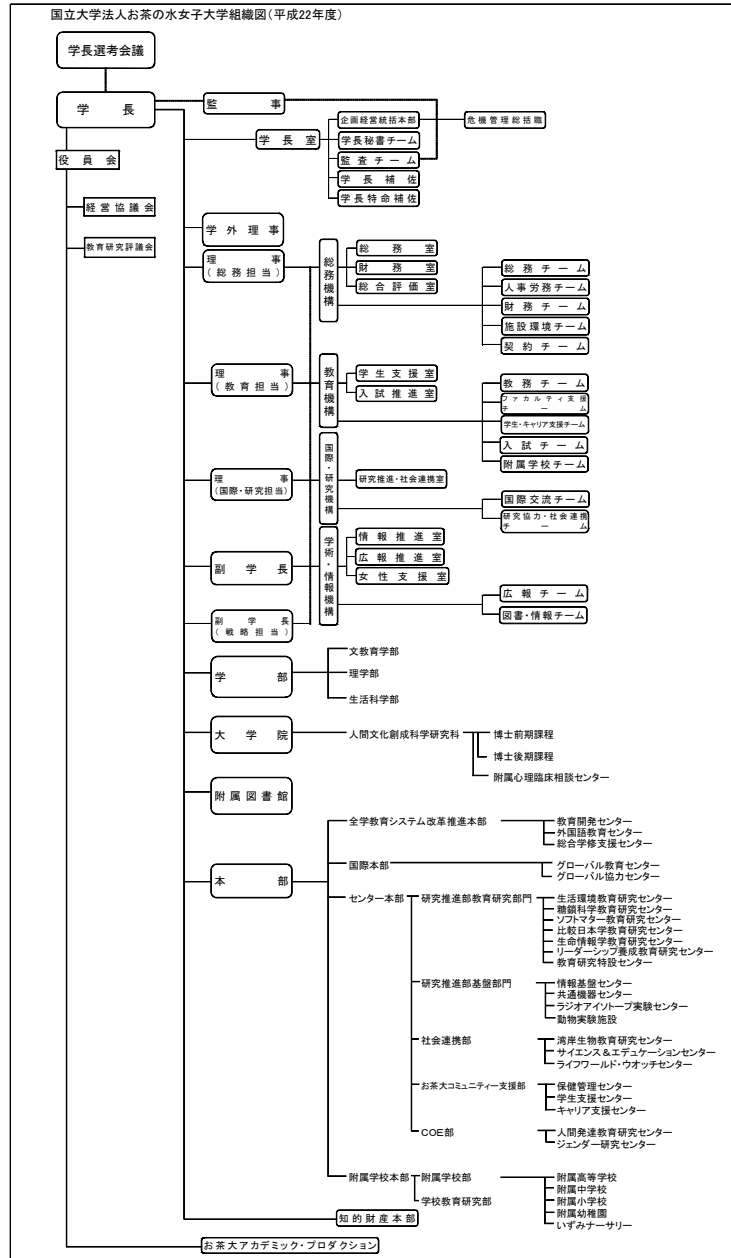 国立大学法人お茶の水女子大学組織図(平成22年度)
学長選考会議
学長
監事
企画経営統括本部
危機管理総括職
学長室
学長秘書チーム
役員会
監査チーム
学長補佐
学長特命補佐
経営協議会
学外理事
教育研究評議会
理事
(総務担当)
総務機構
総務室
財務室
総合評価室
総務チーム
人事労務チーム
財務チーム
施設環境チーム
契約チーム
理事
(教育担当)
教育機構
学生支援室
入試推進室
教務チーム
ファカルティ支援
チーム
学生・キャリア支援チーム
入試チーム
附属学校チーム
理事
(国際・研究担当)
国際・研究機構
研究推進・社会連携室
国際交流チーム
研究協力・社会連携
チーム
副学長
学術・情報機構
情報推進室
広報推進室
女性支援室
広報チーム
図書・情報チーム
副学長
(戦略担当)
学部
文教育学部
理学部
生活科学部
大学院
人間文化創成科学研究科
博士前期課程
博士後期課程
附属心理臨床相談センター
附属図書館
本部
全学教育システム改革推進本部
教育開発センター
外国語教育センター
総合学修支援センター
国際本部
グローバル教育センター
グローバル協力センター
センター本部
研究推進部教育研究部門
生活環境教育研究センター
糖鎖科学教育研究センター
ソフトマター教育研究センター
比較日本学教育研究センター
生命情報学教育研究センター
リーダーシップ養成教育研究センター
教育研究特設センター
研究推進部基盤部門
情報基盤センター
共通機器センター
ラジオアイソトープ実験センター
動物実験施設
社会連携部
湾岸生物教育研究センター
サイエンス&エデュケーションセンター
ライフワールド・ウオッチセンター
お茶大コミュニティー支援部
保健管理センター
学生支援センター
キャリア支援センター
COE部
人間発達教育研究センター
ジェンダー研究センター
附属学校本部
附属学校部
学校教育研究部
附属高等学校
附属中学校
附属小学校
附属幼稚園
いずみナーサリー
知的財産本部
お茶大アカデミック・プロダクション